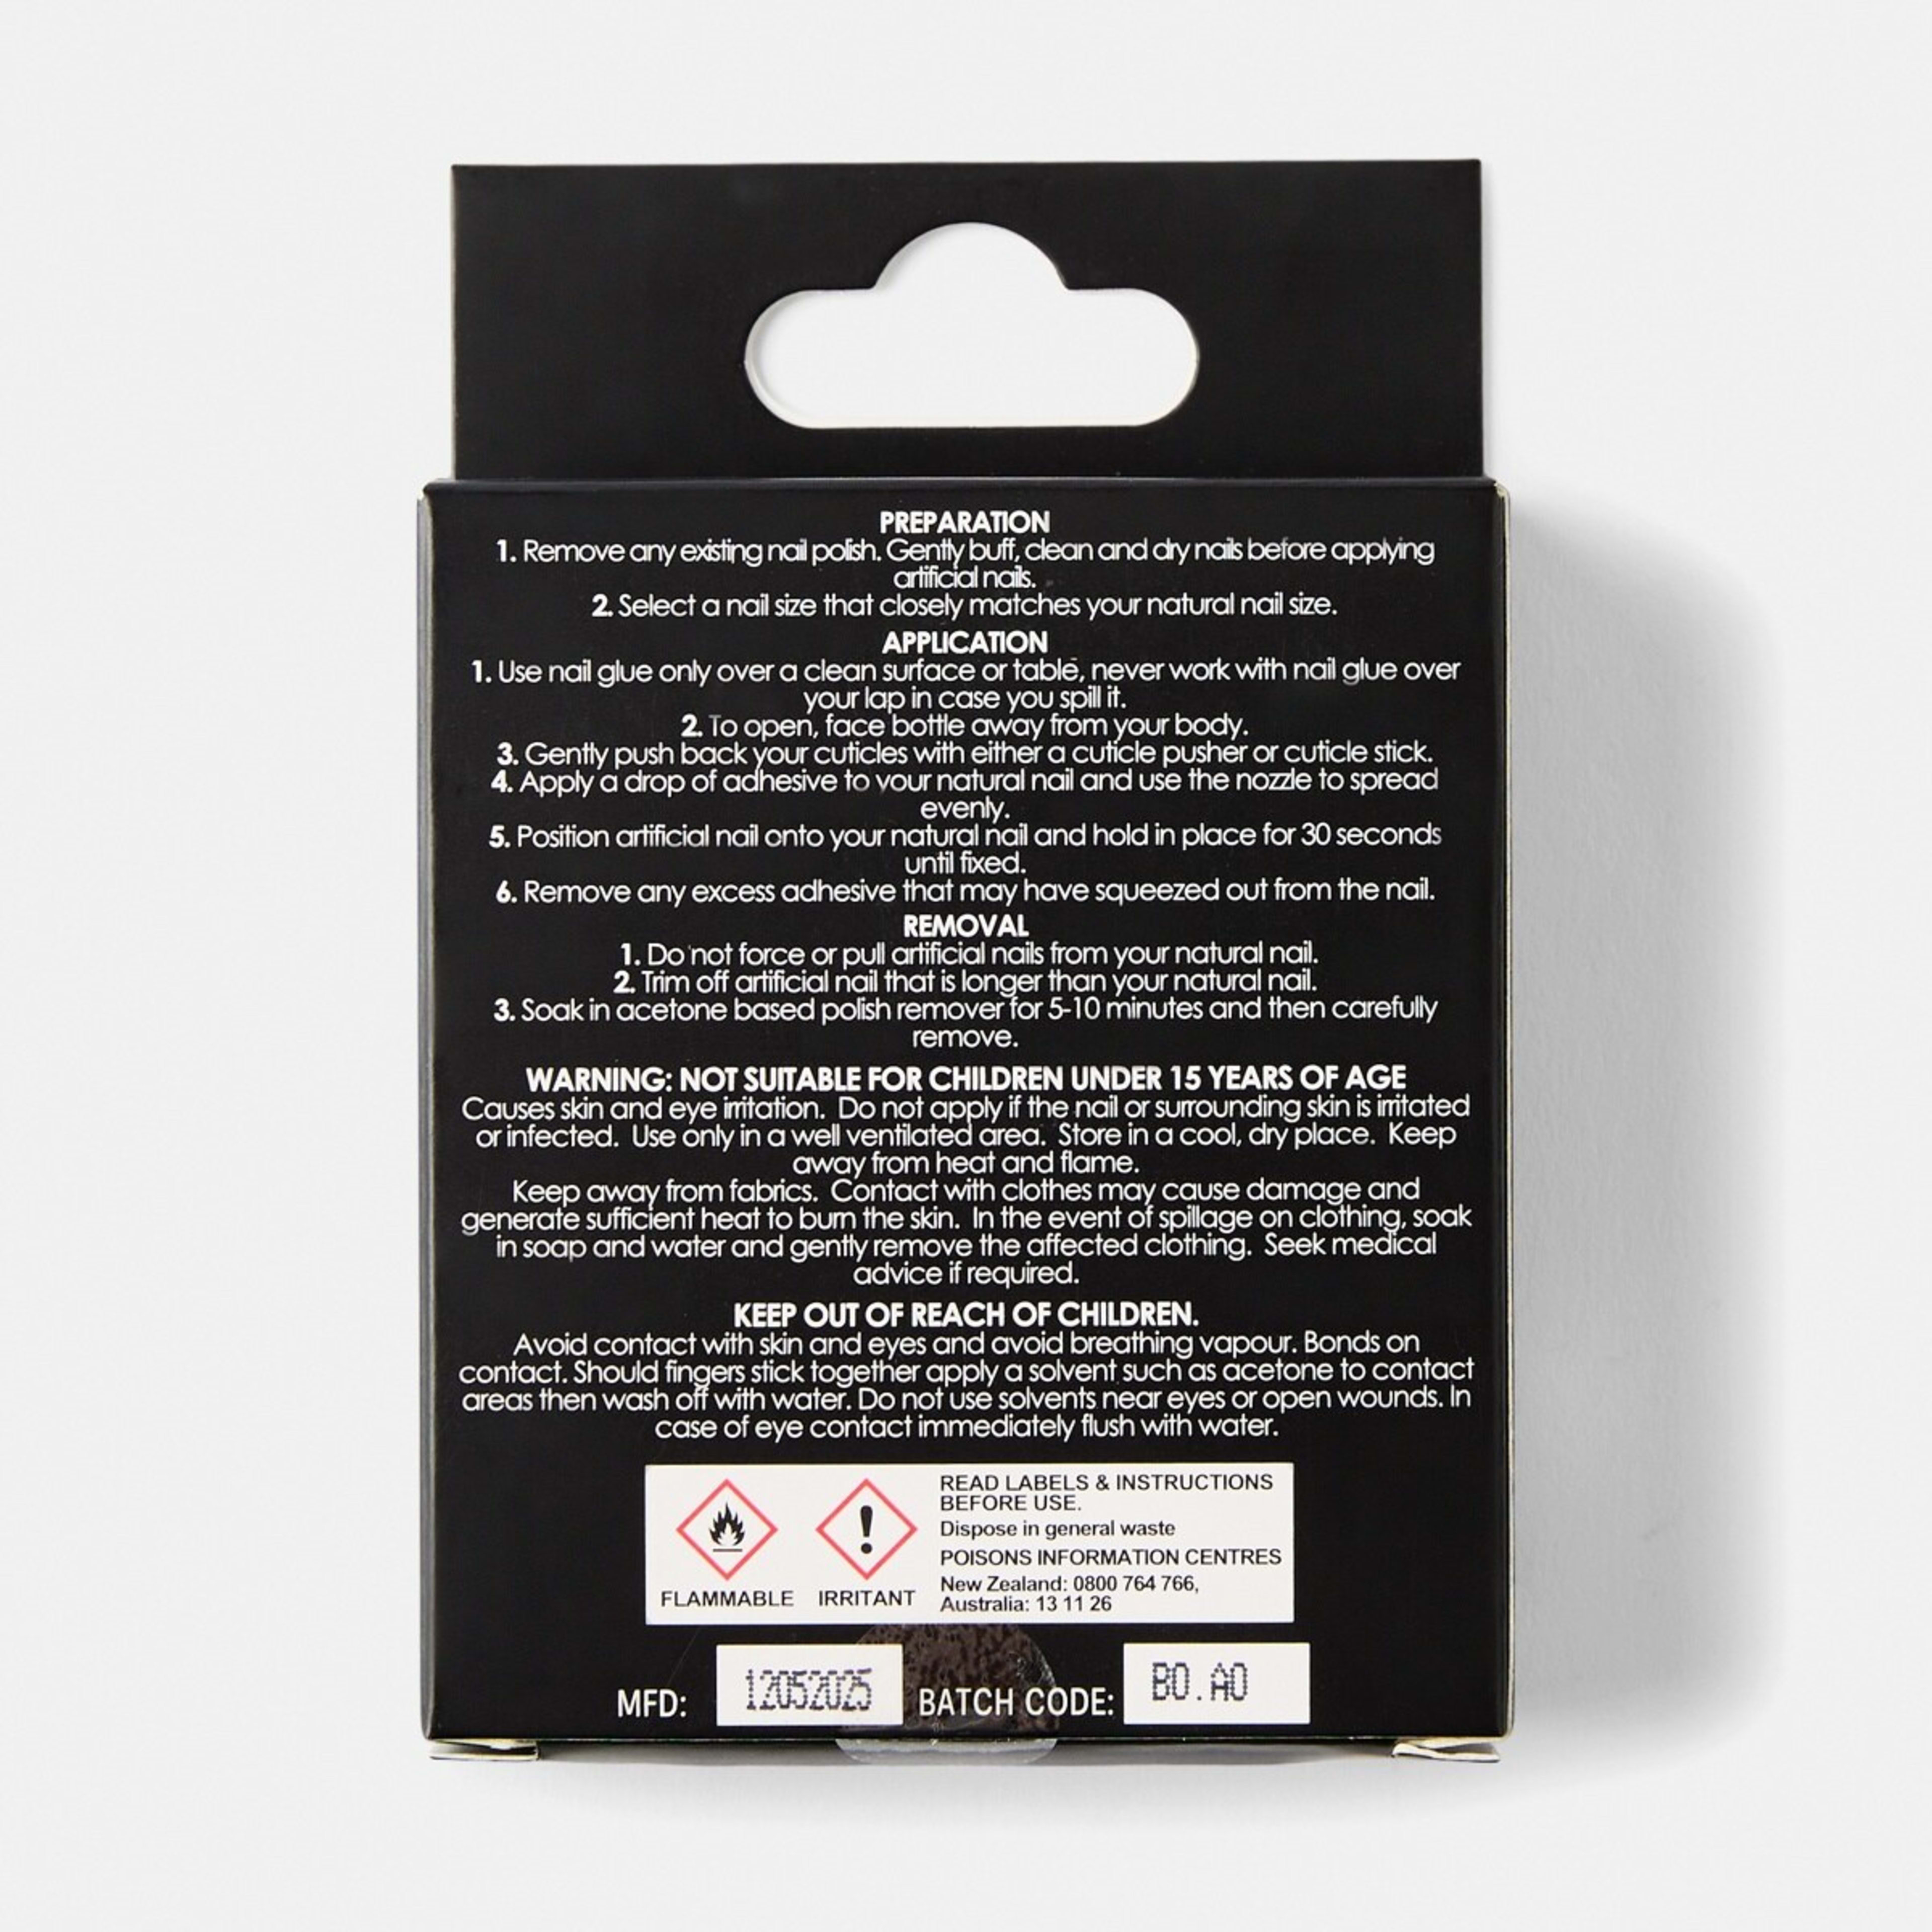 PREPARATION
1. Remove any existing nail polish. Gently buff, clean and dry nails before applying
artificial nails.
2. Select a nail size that closely matches your natural nail size.
APPLICATION
1. Use nail glue only over a clean surface or table, never work with nail glue over
your lap in case you spill it.
2. To open, face bottle away from your body.
3. Gently push back your cuticles with either a cuticle pusher or cuticle stick.
4. Apply a drop of adhesive to your natural nail and use the nozzle to spread
evenly.
5. Position artificial nail onto your natural nail and hold in place for 30 seconds
until fixed.
6. Remove any excess adhesive that may have squeezed out from the nail.
REMOVAL
1. Do not force or pull artificial nails from your natural nail.
2. Trim off artificial nail that is longer than your natural nail.
3. Soak in acetone based polish remover for 5-10 minutes and then carefully
remove.
WARNING: NOT SUITABLE FOR CHILDREN UNDER 15 YEARS OF AGE
Causes skin and eye irritation. Do not apply if the nail or surrounding skin is irritated
or infected. Use only in a well ventilated area. Store in a cool, dry place. Keep
away from heat and flame.
Keep away from fabrics. Contact with clothes may cause damage and
generate sufficient heat to burn the skin. In the event of spillage on clothing, soak
in soap and water and gently remove the affected clothing. Seek medical
advice if required.
KEEP OUT OF REACH OF CHILDREN.
Avoid contact with skin and eyes and avoid breathing vapour. Bonds on
contact. Should fingers stick together apply a solvent such as acetone to contact
areas then wash off with water. Do not use solvents near eyes or open wounds. In
case of eye contact immediately flush with water.
READ LABELS & INSTRUCTIONS
BEFORE USE.
Dispose in general waste
POISONS INFORMATION CENTRES
New Zealand: 0800 764 766,
Australia: 13 11 26
FLAMMABLE IRRITANT
MFD: 12052025 BATCH CODE: BO.AO